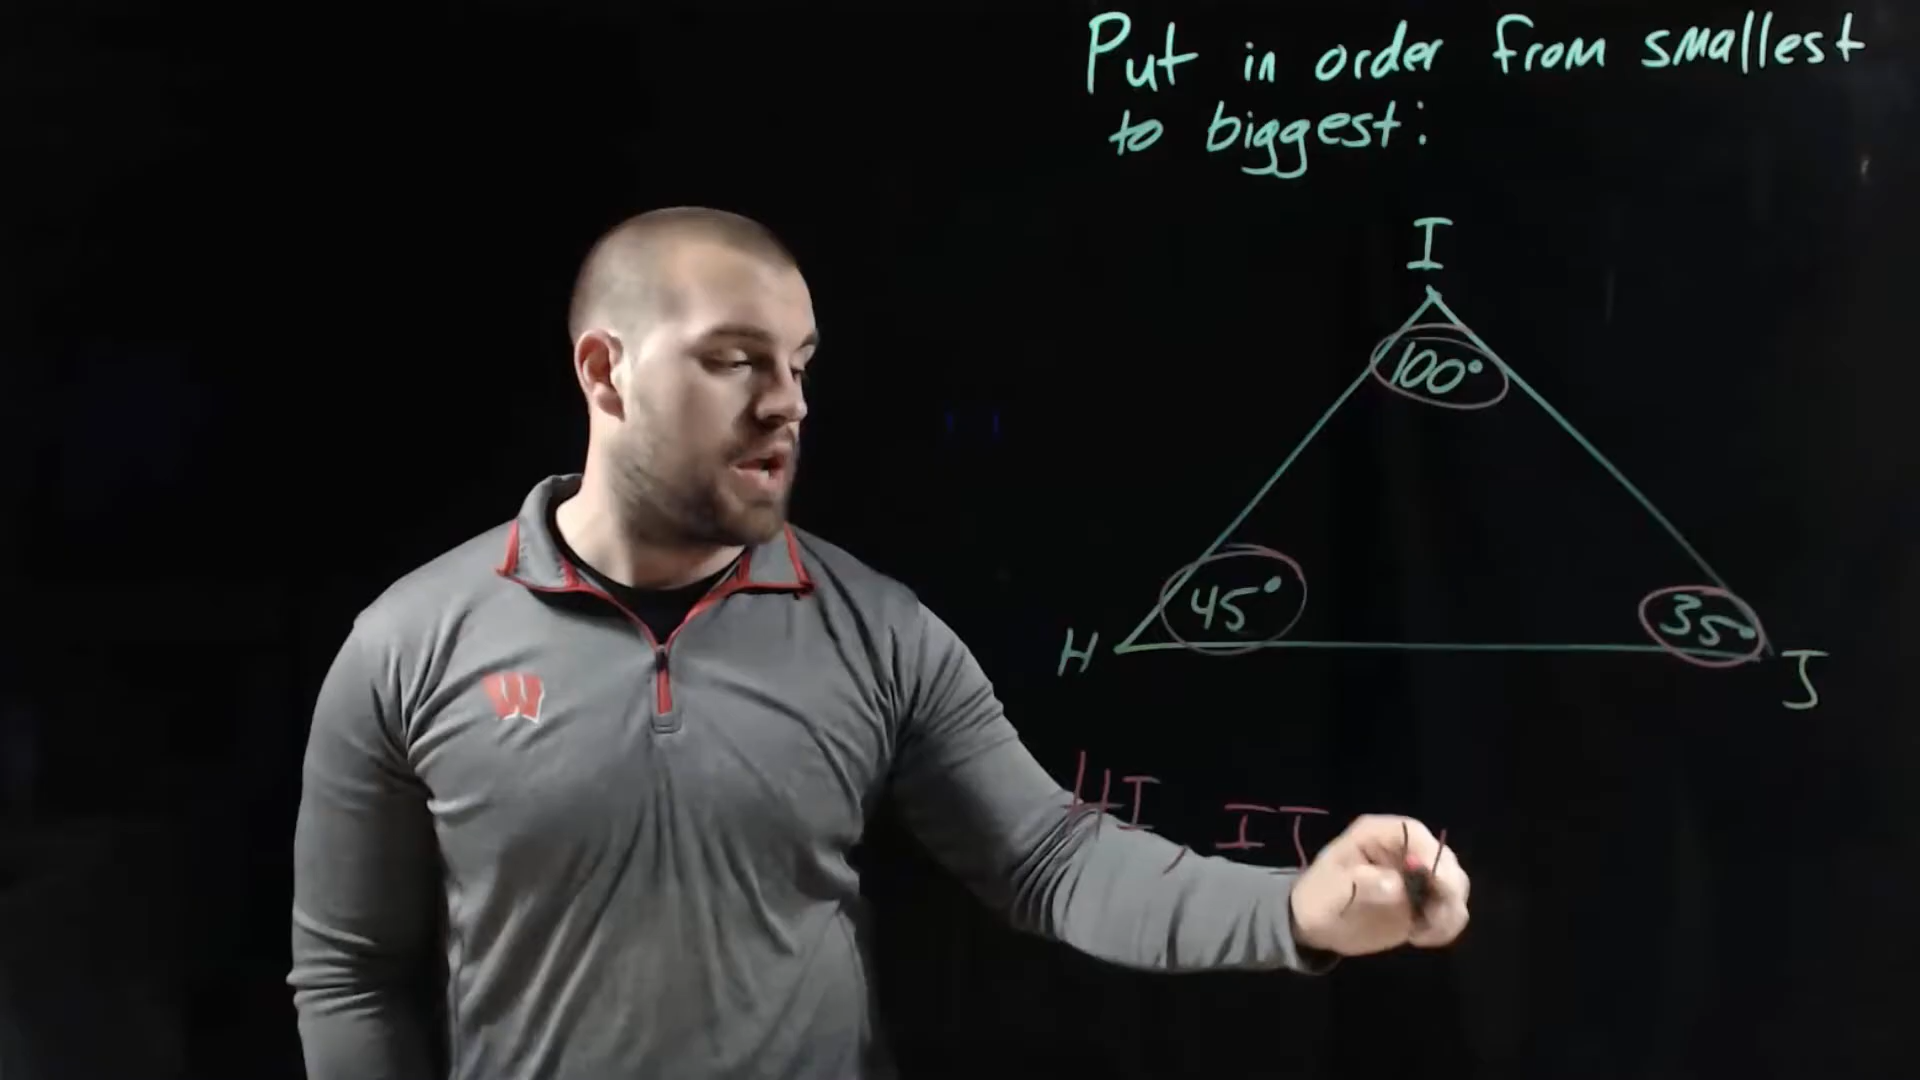 Put in order from smallest
to biggest:
I
100°
45°
35°
H
J
W
HI, IJ,